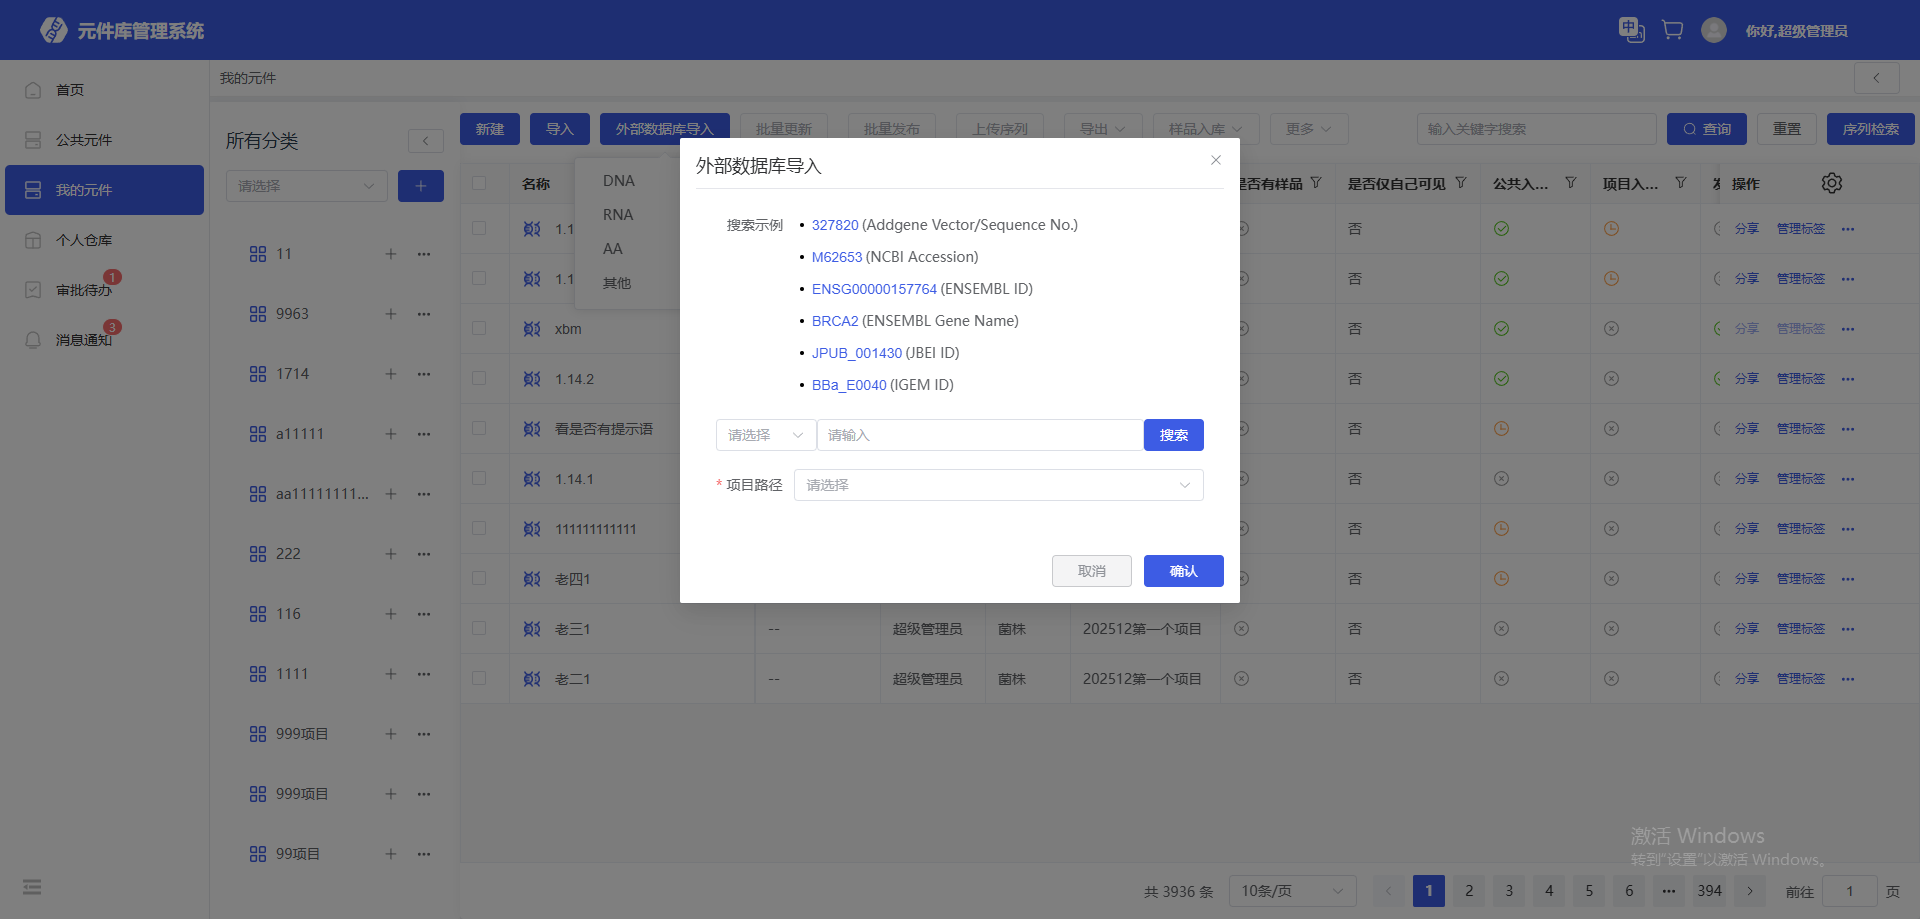 元件库管理系统
你好,超级管理员
首页
公共元件
我的元件
个人仓库
审批待办
1
消息通知
3
我的元件
所有分类
请选择
11
9963
1714
a11111
aa11111111...
222
116
1111
999项目
999项目
99项目
新建 导入 外部数据库导入 批量更新 批量发布 上传序列 导出 样品入库 更多 输入关键字搜索 查询 重置 序列检索
DNA
RNA
AA
其他
名称 是否有样品 是否仅自己可见 公共入... 项目入... 操作
1.1 否 分享 管理标签
1.1 否 分享 管理标签
xbm 否 分享 管理标签
1.14.2 否 分享 管理标签
看是否有提示语 否 分享 管理标签
1.14.1 否 分享 管理标签
111111111111 否 分享 管理标签
老四1 否 分享 管理标签
老三1 -- 超级管理员 菌株 202512第一个项目 否 分享 管理标签
老二1 -- 超级管理员 菌株 202512第一个项目 否 分享 管理标签
外部数据库导入
搜索示例
• 327820 (Addgene Vector/Sequence No.)
• M62653 (NCBI Accession)
• ENSG00000157764 (ENSEMBL ID)
• BRCA2 (ENSEMBL Gene Name)
• JPUB_001430 (JBEI ID)
• BBa_E0040 (IGEM ID)
请选择 请输入 搜索
* 项目路径 请选择
取消 确认
激活 Windows
转到"设置"以激活 Windows。
共 3936 条 10条/页 1 2 3 4 5 6 ••• 394 前往 1 页